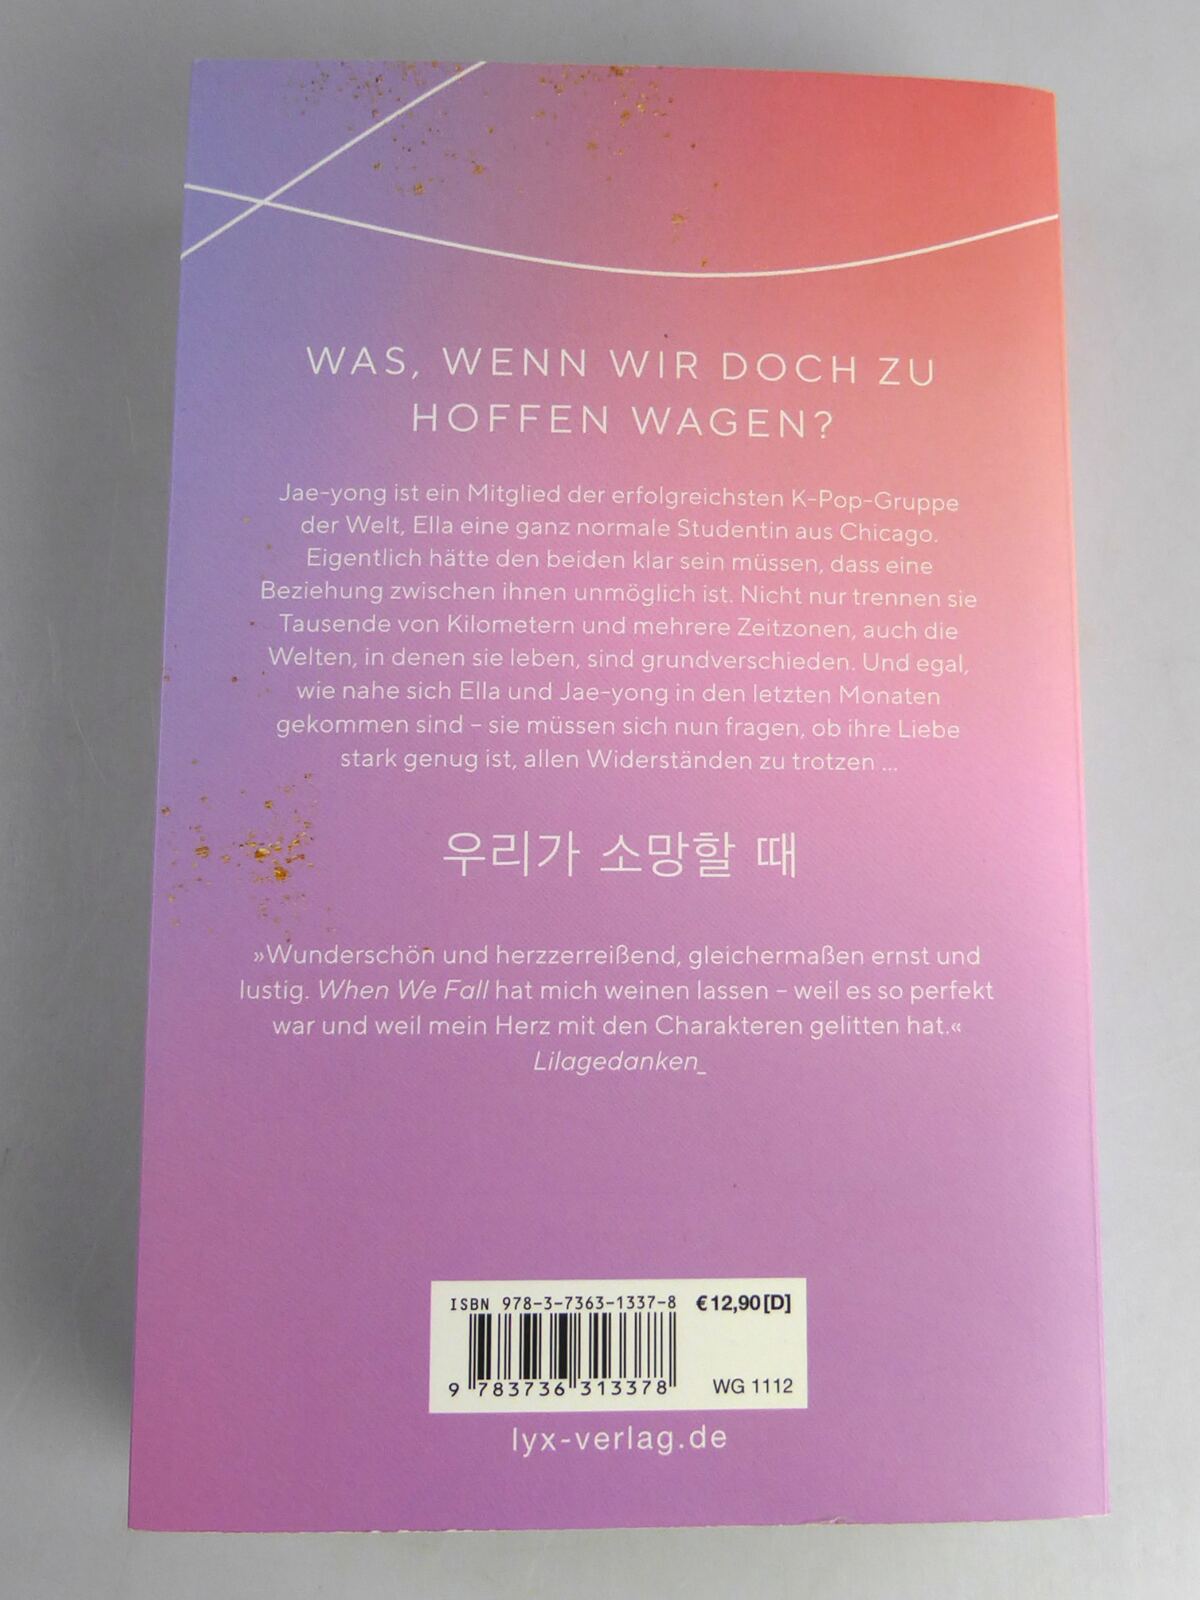 WAS, WENN WIR DOCH ZU
HOFFEN WAGEN?
Jae-yong ist ein Mitglied der erfolgreichsten K-Pop-Gruppe
der Welt, Ella eine ganz normale Studentin aus Chicago.
Eigentlich hätte den beiden klar sein müssen, dass eine
Beziehung zwischen ihnen unmöglich ist. Nicht nur trennen sie
Tausende von Kilometern und mehrere Zeitzonen, auch die
Welten, in denen sie leben, sind grundverschieden. Und egal,
wie nahe sich Ella und Jae-yong in den letzten Monaten
gekommen sind – sie müssen sich nun fragen, ob ihre Liebe
stark genug ist, allen Widerständen zu trotzen ...
우리가 소망할 때
»Wunderschön und herzzerreißend, gleichermaßen ernst und
lustig. When We Fall hat mich weinen lassen – weil es so perfekt
war und weil mein Herz mit den Charakteren gelitten hat.«
Lilagedanken_
ISBN 978-3-7363-1337-8 €12,90[D]
9 783736 313378 WG 1112
lyx-verlag.de